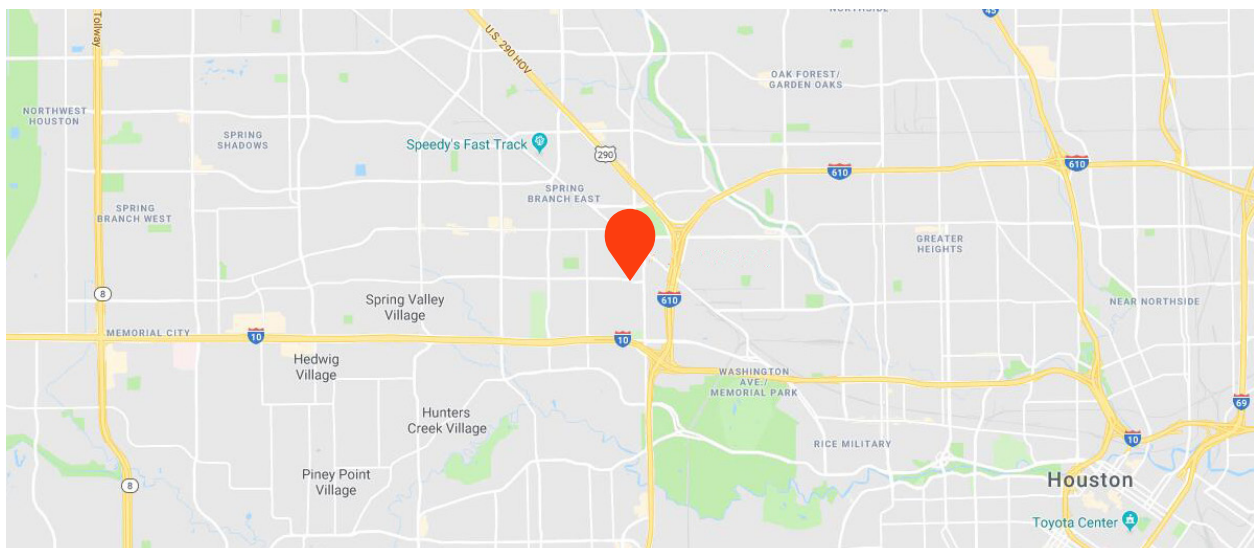 NORTHSIDE
45
Tollway
U.S. 290 HOV
OAK FOREST/
GARDEN OAKS
NORTHWEST
HOUSTON
SPRING
SHADOWS
Speedy's Fast Track
290
610
610
SPRING
BRANCH EAST
SPRING
BRANCH WEST
GREATER
HEIGHTS
8
Spring Valley
Village
610
NEAR NORTHSIDE
MEMORIAL CITY
10
10
Hedwig
Village
WASHINGTON
AVE./
MEMORIAL PARK
69
Hunters
Creek Village
RICE MILITARY
10
Piney Point
Village
8
Houston
Toyota Center